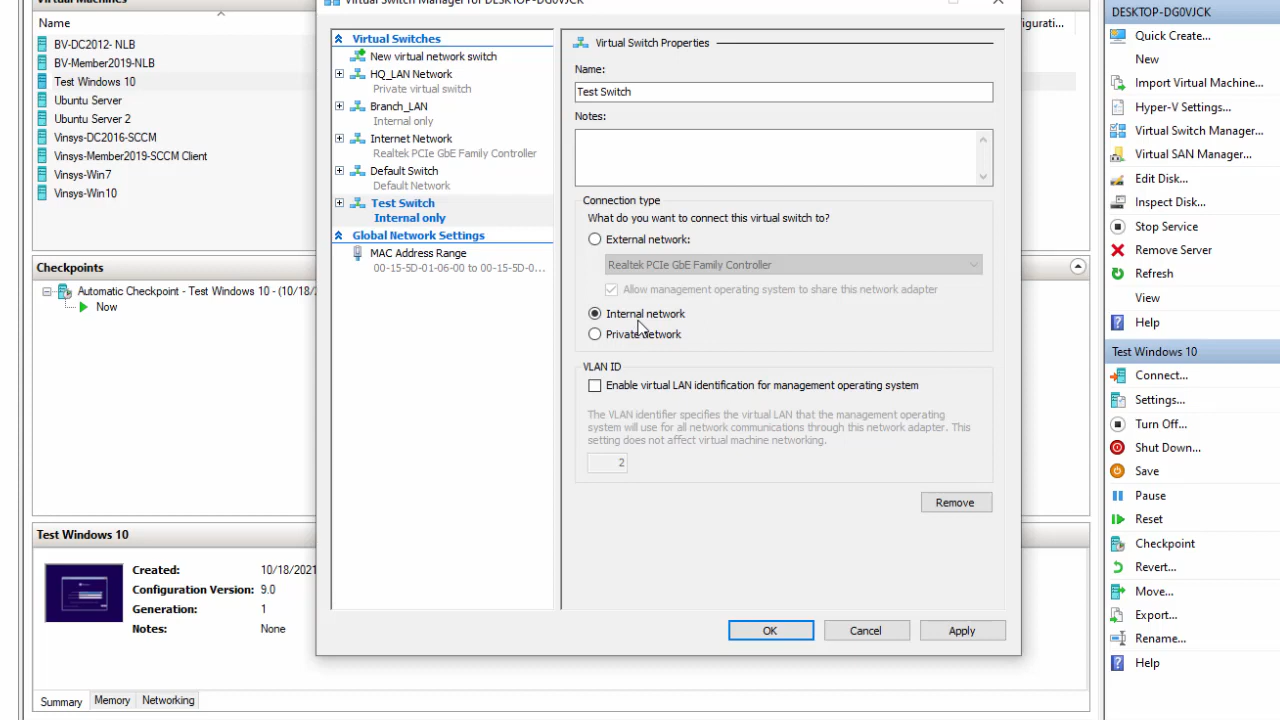 Virtual Machines
Name
BV-DC2012- NLB
BV-Member2019-NLB
Test Windows 10
Ubuntu Server
Ubuntu Server 2
Vinsys-DC2016-SCCM
Vinsys-Member2019-SCCM Client
Vinsys-Win7
Vinsys-Win10
Checkpoints
Automatic Checkpoint - Test Windows 10 - (10/18/
Now
Test Windows 10
Created: 10/18/2021
Configuration Version: 9.0
Generation: 1
Notes: None
Summary Memory Networking
Virtual Switch Manager for DESKTOP-DG0VJCK
Virtual Switches
New virtual network switch
HQ_LAN Network
Private virtual switch
Branch_LAN
Internal only
Internet Network
Realtek PCIe GbE Family Controller
Default Switch
Default Network
Test Switch
Internal only
Global Network Settings
MAC Address Range
00-15-5D-01-06-00 to 00-15-5D-0...
Virtual Switch Properties
Name:
Test Switch
Notes:
Connection type
What do you want to connect this virtual switch to?
External network:
Realtek PCIe GbE Family Controller
Allow management operating system to share this network adapter
Internal network
Private network
VLAN ID
Enable virtual LAN identification for management operating system
The VLAN identifier specifies the virtual LAN that the management operating
system will use for all network communications through this network adapter. This
setting does not affect virtual machine networking.
2
Remove
OK Cancel Apply
igurati...
DESKTOP-DG0VJCK
Quick Create...
New
Import Virtual Machine...
Hyper-V Settings...
Virtual Switch Manager...
Virtual SAN Manager...
Edit Disk...
Inspect Disk...
Stop Service
Remove Server
Refresh
View
Help
Test Windows 10
Connect...
Settings...
Turn Off...
Shut Down...
Save
Pause
Reset
Checkpoint
Revert...
Move...
Export...
Rename...
Help